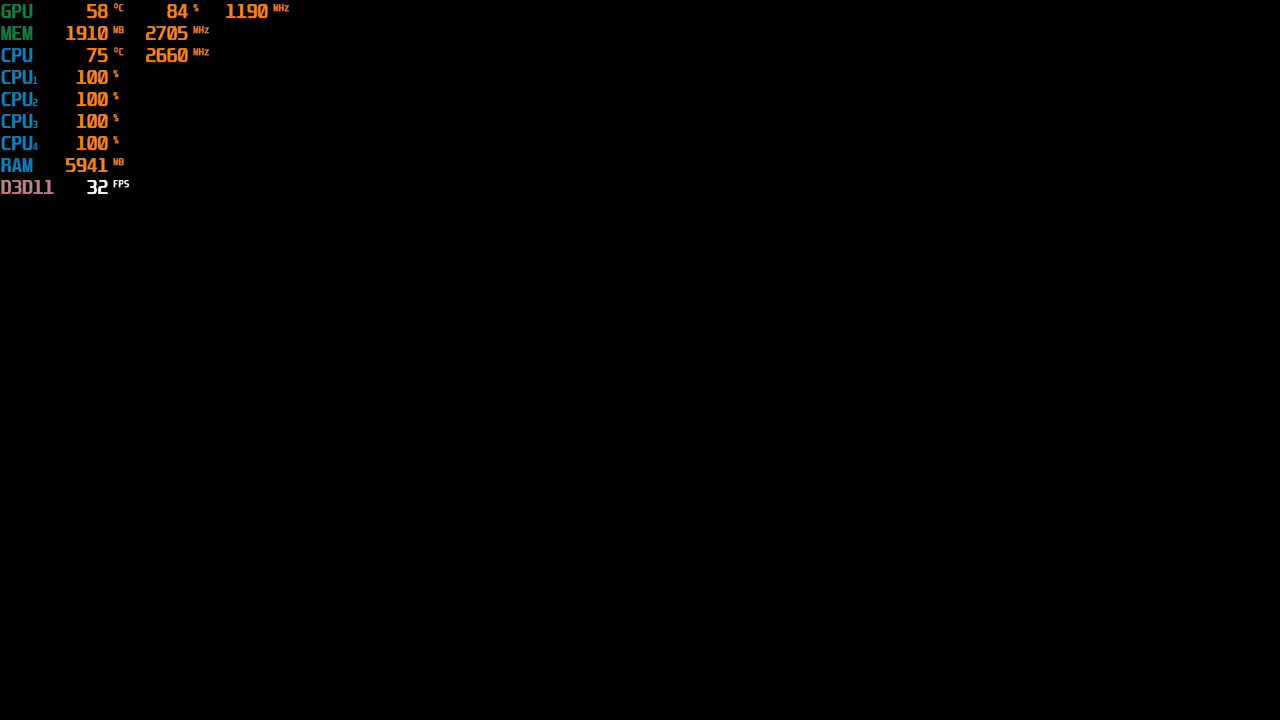 GPU 58 °C 84 % 1190 MHz
MEM 1910 MB 2705 MHz
CPU 75 °C 2660 MHz
CPU1 100 %
CPU2 100 %
CPU3 100 %
CPU4 100 %
RAM 5941 MB
D3D11 32 FPS